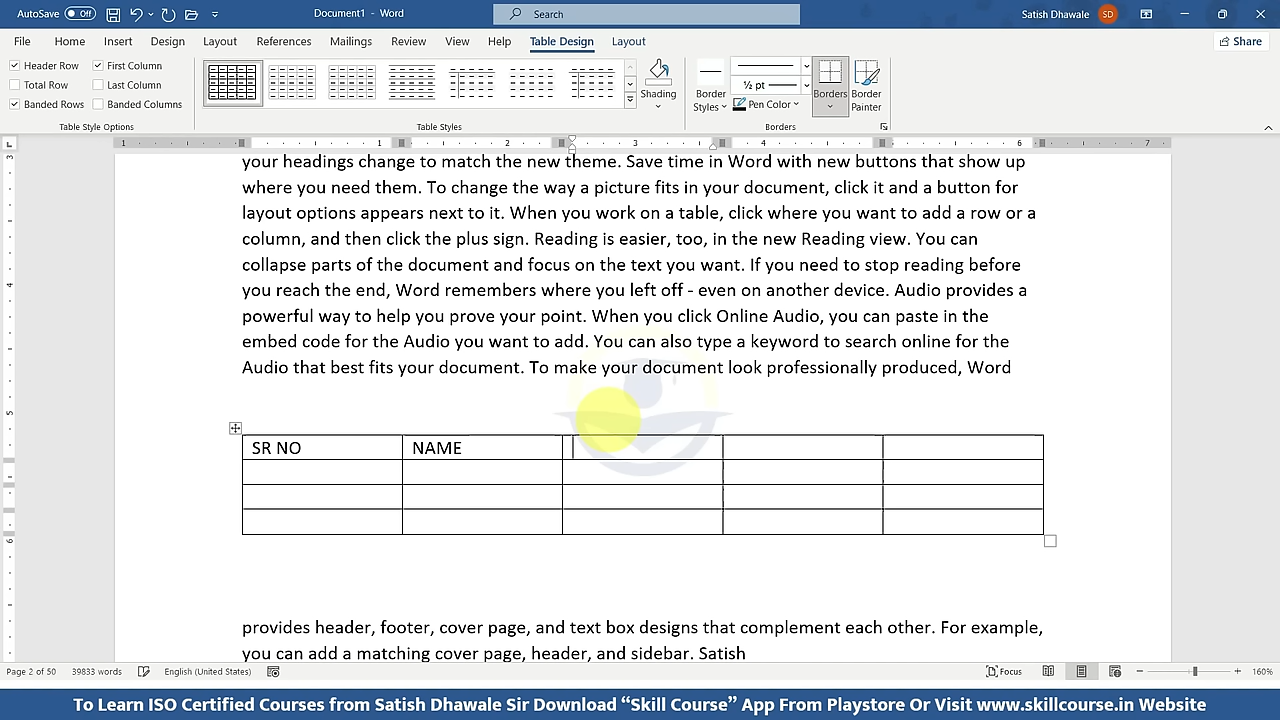 AutoSave Off Document1 - Word Search Satish Dhawale SD
File Home Insert Design Layout References Mailings Review View Help Table Design Layout Share
Header Row First Column
Total Row Last Column
Banded Rows Banded Columns
Table Style Options
Table Styles
Shading
Border Styles
½ pt
Pen Color
Borders
Border Painter
Borders
1 1 2 3 4 5 6 7
3
4
5
6
your headings change to match the new theme. Save time in Word with new buttons that show up
where you need them. To change the way a picture fits in your document, click it and a button for
layout options appears next to it. When you work on a table, click where you want to add a row or a
column, and then click the plus sign. Reading is easier, too, in the new Reading view. You can
collapse parts of the document and focus on the text you want. If you need to stop reading before
you reach the end, Word remembers where you left off - even on another device. Audio provides a
powerful way to help you prove your point. When you click Online Audio, you can paste in the
embed code for the Audio you want to add. You can also type a keyword to search online for the
Audio that best fits your document. To make your document look professionally produced, Word
SR NO NAME
provides header, footer, cover page, and text box designs that complement each other. For example,
you can add a matching cover page, header, and sidebar. Satish
Page 2 of 50 39833 words English (United States) Focus 160%
To Learn ISO Certified Courses from Satish Dhawale Sir Download “Skill Course” App From Playstore Or Visit www.skillcourse.in Website